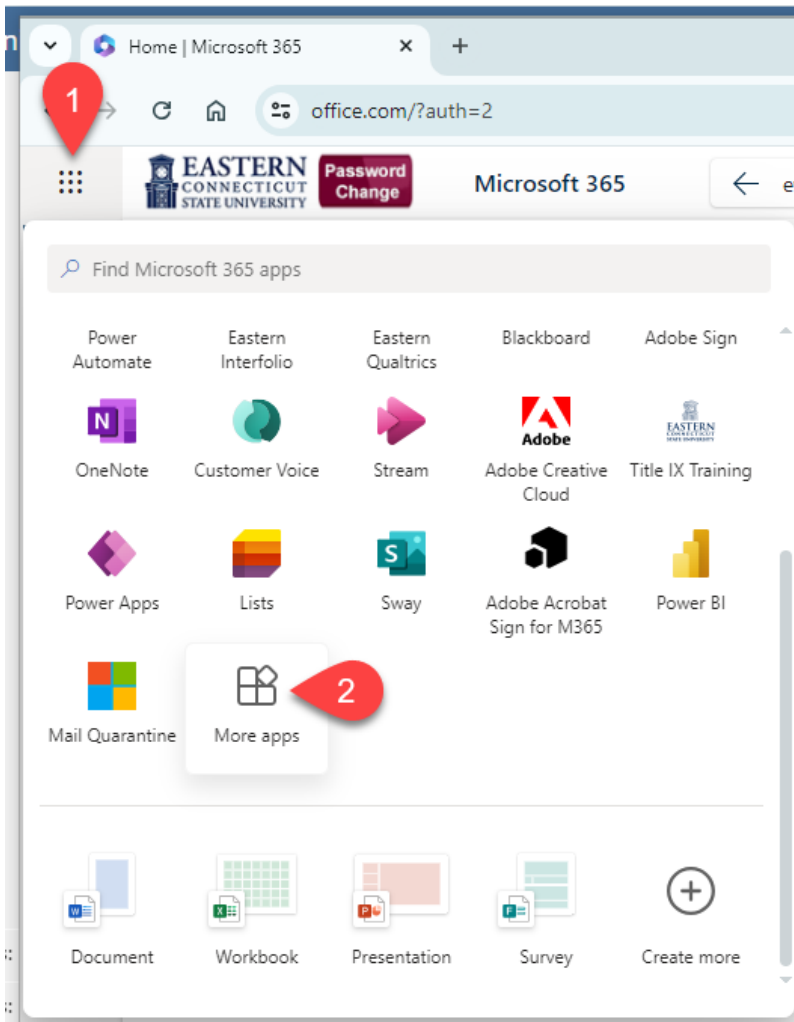 n
Home | Microsoft 365
1
office.com/?auth=2
EASTERN
CONNECTICUT
STATE UNIVERSITY
Password
Change
Microsoft 365
e
Find Microsoft 365 apps
Power
Automate
Eastern
Interfolio
Eastern
Qualtrics
Blackboard
Adobe Sign
N
Adobe
EASTERN
CONNECTICUT
STATE UNIVERSITY
OneNote
Customer Voice
Stream
Adobe Creative
Cloud
Title IX Training
S
Power Apps
Lists
Sway
Adobe Acrobat
Sign for M365
Power BI
2
Mail Quarantine
More apps
W
X
P
F
Document
Workbook
Presentation
Survey
Create more
s:
s: